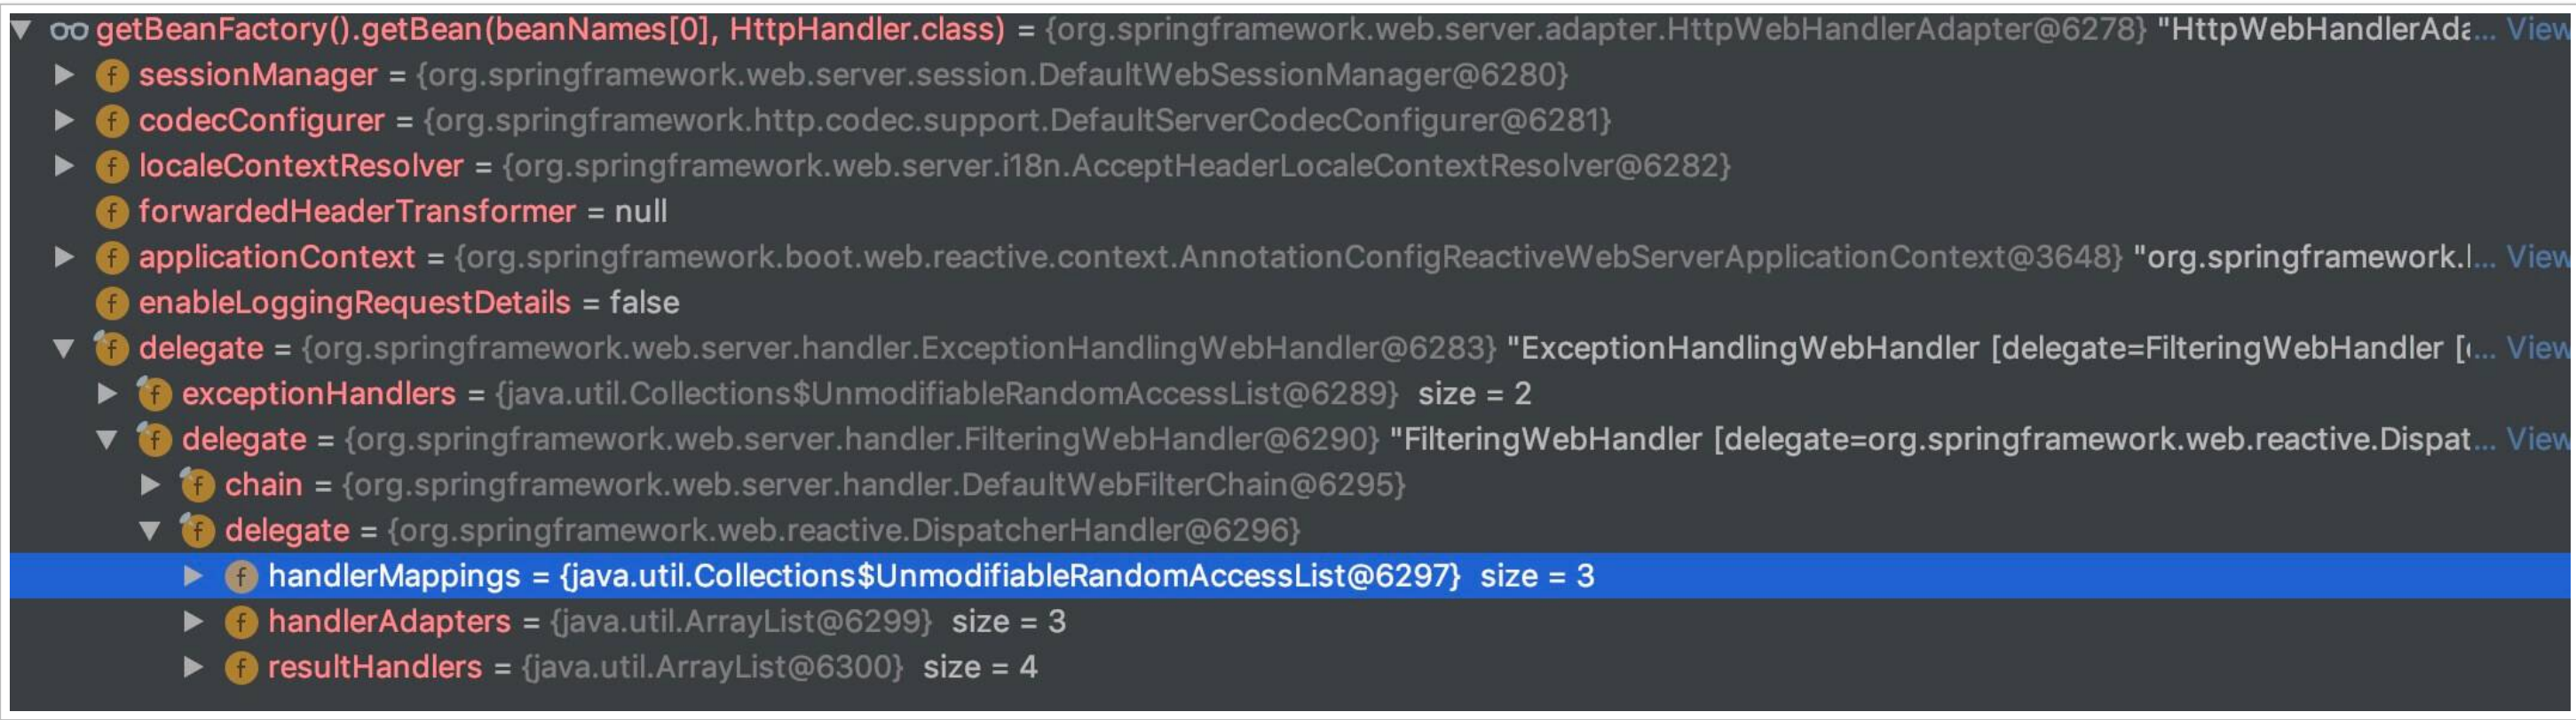 getBeanFactory().getBean(beanNames[0], HttpHandler.class) = {org.springframework.web.server.adapter.HttpWebHandlerAdapter@6278} "HttpWebHandlerAda... View
f sessionManager = {org.springframework.web.server.session.DefaultWebSessionManager@6280}
f codecConfigurer = {org.springframework.http.codec.support.DefaultServerCodecConfigurer@6281}
f localeContextResolver = {org.springframework.web.server.i18n.AcceptHeaderLocaleContextResolver@6282}
f forwardedHeaderTransformer = null
f applicationContext = {org.springframework.boot.web.reactive.context.AnnotationConfigReactiveWebServerApplicationContext@3648} "org.springframework.... View
f enableLoggingRequestDetails = false
f delegate = {org.springframework.web.server.handler.ExceptionHandlingWebHandler@6283} "ExceptionHandlingWebHandler [delegate=FilteringWebHandler [... View
f exceptionHandlers = {java.util.Collections$UnmodifiableRandomAccessList@6289} size = 2
f delegate = {org.springframework.web.server.handler.FilteringWebHandler@6290} "FilteringWebHandler [delegate=org.springframework.web.reactive.Dispat... View
f chain = {org.springframework.web.server.handler.DefaultWebFilterChain@6295}
f delegate = {org.springframework.web.reactive.DispatcherHandler@6296}
f handlerMappings = {java.util.Collections$UnmodifiableRandomAccessList@6297} size = 3
f handlerAdapters = {java.util.ArrayList@6299} size = 3
f resultHandlers = {java.util.ArrayList@6300} size = 4